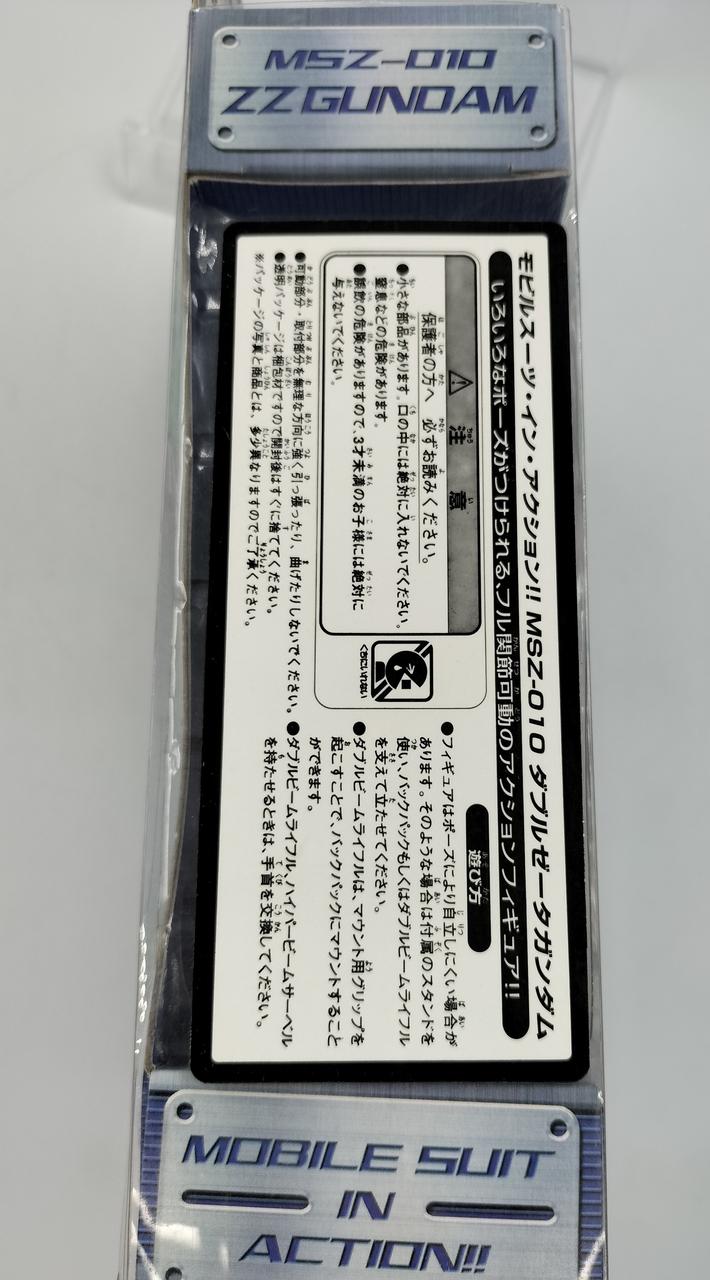 MSZ-010
ZZ GUNDAM
モビルスーツ・イン・アクション!! MSZ-010 ダブルゼータガンダム
いろいろなポーズがつけられる、フル関節可動のアクションフィギュア!!
⚠ 注意
保護者の方へ 必ずお読みください。
●小さな部品があります。口の中には絶対に入れないでください。
窒息などの危険があります。
●誤飲の危険がありますので、3才未満のお子様には絶対に
与えないでください。
くちにいれない
●可動部分・取付部分を無理な方向に強く引っ張ったり、曲げたりしないでください。
●透明パッケージは梱包材ですので開封後はすぐに捨ててください。
※パッケージの写真と商品とは、多少異なりますのでご了承ください。
遊び方
●フィギュアはポーズにより自立しにくい場合が
あります。そのような場合は付属のスタンドを
使い、バックパックもしくはダブルビームライフル
を支えて立たせてください。
●ダブルビームライフルは、マウント用グリップを
起こすことで、バックパックにマウントすること
ができます。
●ダブルビームライフル、ハイパービームサーベル
を持たせるときは、手首を交換してください。
MOBILE SUIT
IN
ACTION!!